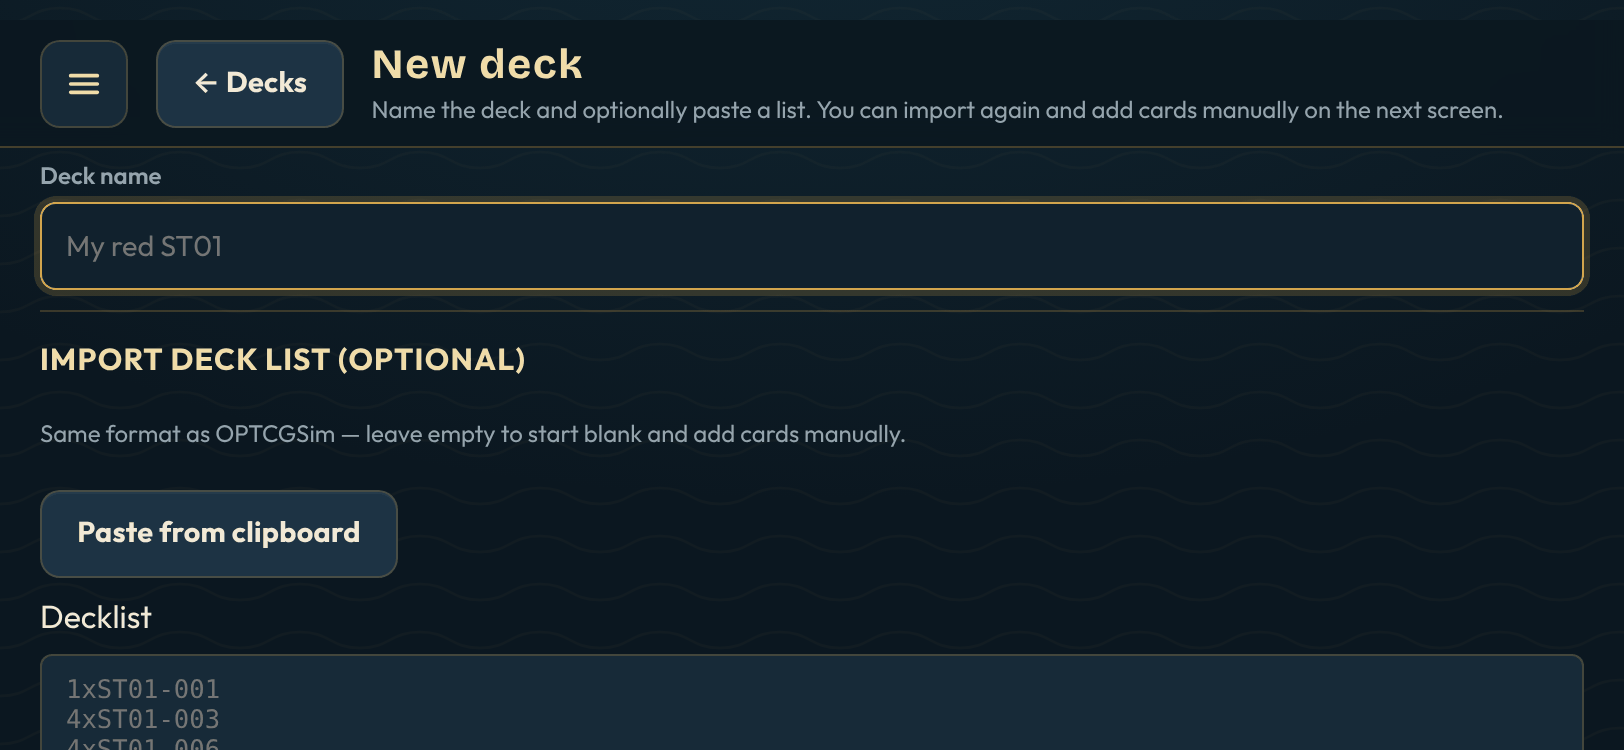 ← Decks
New deck
Name the deck and optionally paste a list. You can import again and add cards manually on the next screen.
Deck name
My red ST01
IMPORT DECK LIST (OPTIONAL)
Same format as OPTCGSim — leave empty to start blank and add cards manually.
Paste from clipboard
Decklist
1xST01-001
4xST01-003
4xST01-006